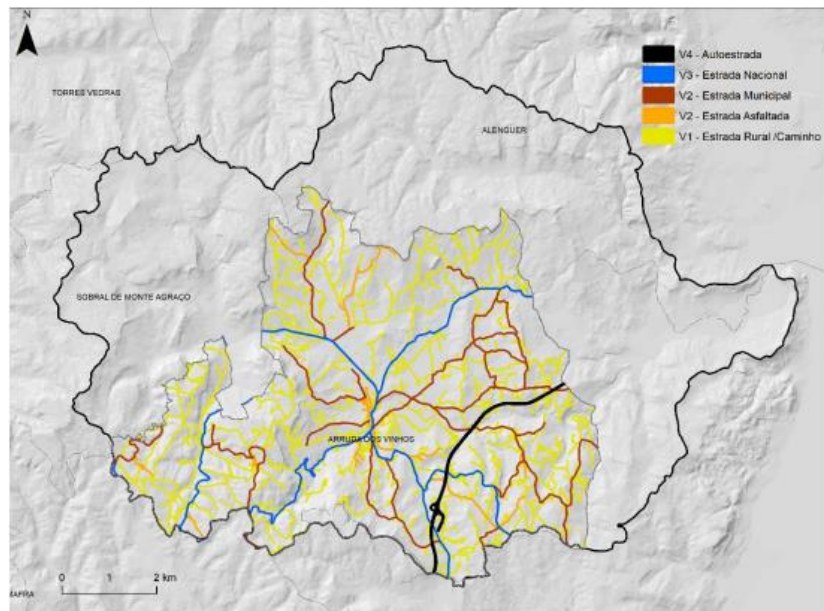 N
V4 - Autoestrada
V3 - Estrada Nacional
V2 - Estrada Municipal
V2 - Estrada Asfaltada
V1 - Estrada Rural /Caminho
TORRES VEDRAS
ALENQUER
SOBRAL DE MONTE AGRAÇO
ARRUDA DOS VINHOS
MAFRA
0 1 2 km